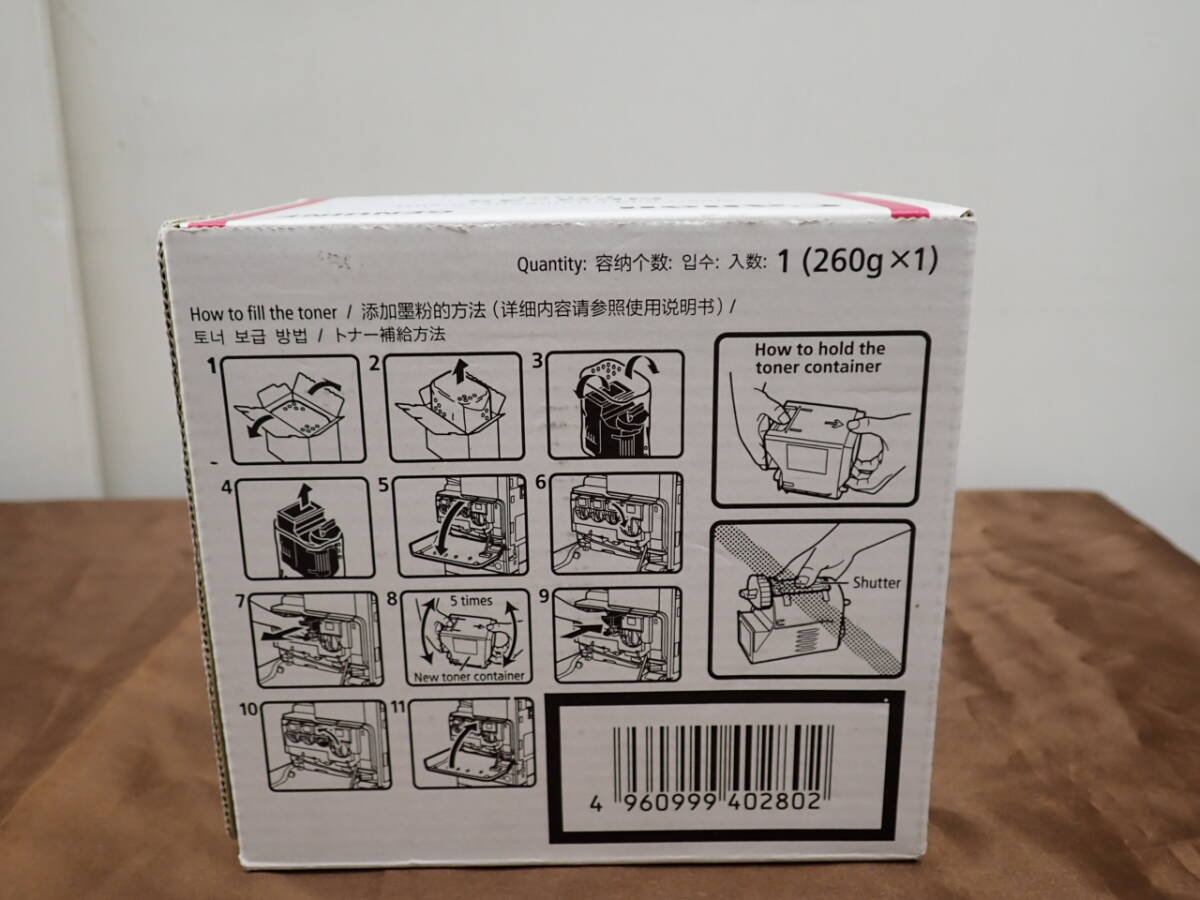 Quantity: 容纳个数: 입수: 入数: 1 (260g×1)
How to fill the toner / 添加墨粉的方法（详细内容请参照使用说明书）/
토너 보급 방법 / トナー補給方法
1
2
3
How to hold the
toner container
4
5
6
Shutter
7
8
5 times
New toner container
9
10
11
4 960999 402802